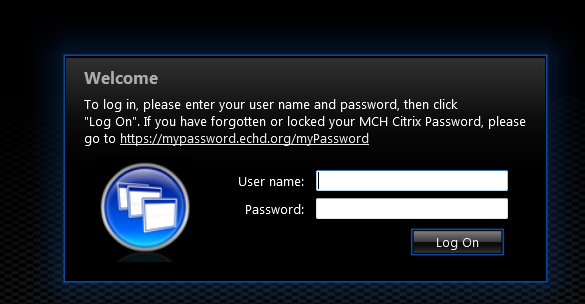 Welcome
To log in, please enter your user name and password, then click
"Log On". If you have forgotten or locked your MCH Citrix Password, please
go to https://mypassword.echd.org/myPassword
User name:
Password:
Log On